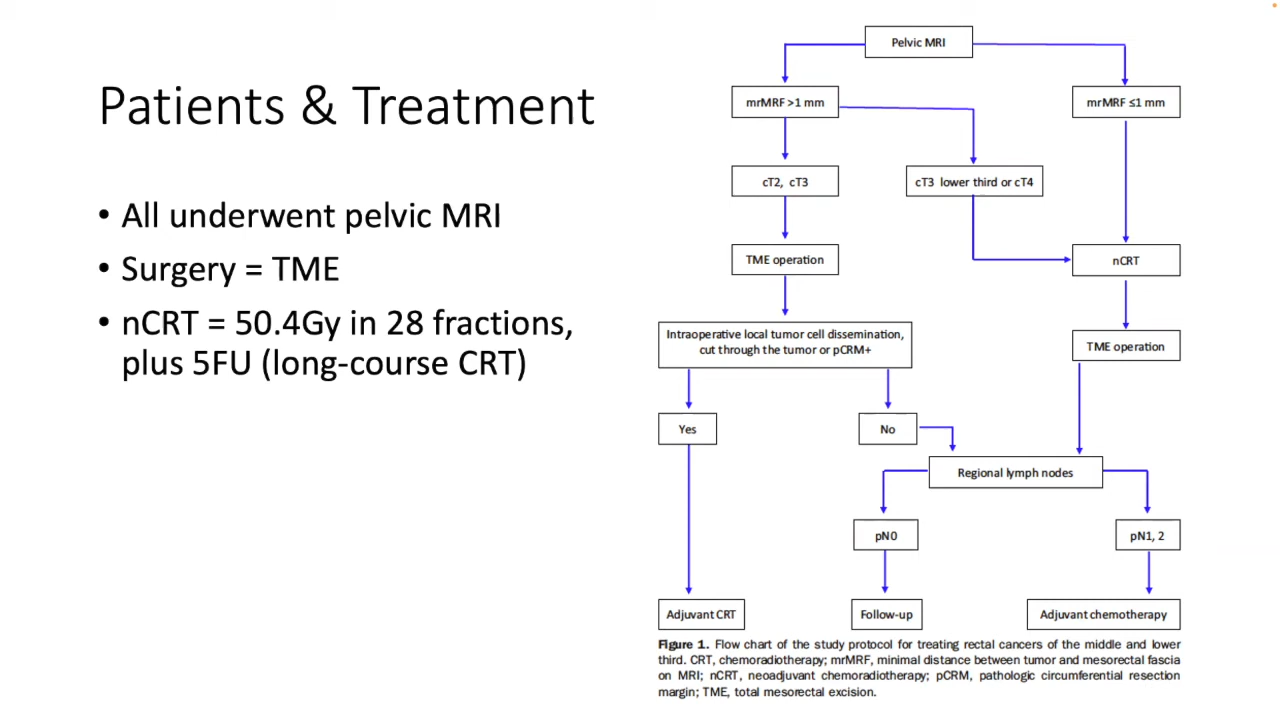 Patients & Treatment
• All underwent pelvic MRI
• Surgery = TME
• nCRT = 50.4Gy in 28 fractions,
plus 5FU (long-course CRT)
Pelvic MRI
mrMRF >1 mm
mrMRF ≤1 mm
cT2, cT3
cT3 lower third or cT4
TME operation
nCRT
Intraoperative local tumor cell dissemination,
cut through the tumor or pCRM+
TME operation
Yes
No
Regional lymph nodes
pN0
pN1, 2
Adjuvant CRT
Follow-up
Adjuvant chemotherapy
Figure 1. Flow chart of the study protocol for treating rectal cancers of the middle and lower
third. CRT, chemoradiotherapy; mrMRF, minimal distance between tumor and mesorectal fascia
on MRI; nCRT, neoadjuvant chemoradiotherapy; pCRM, pathologic circumferential resection
margin; TME, total mesorectal excision.